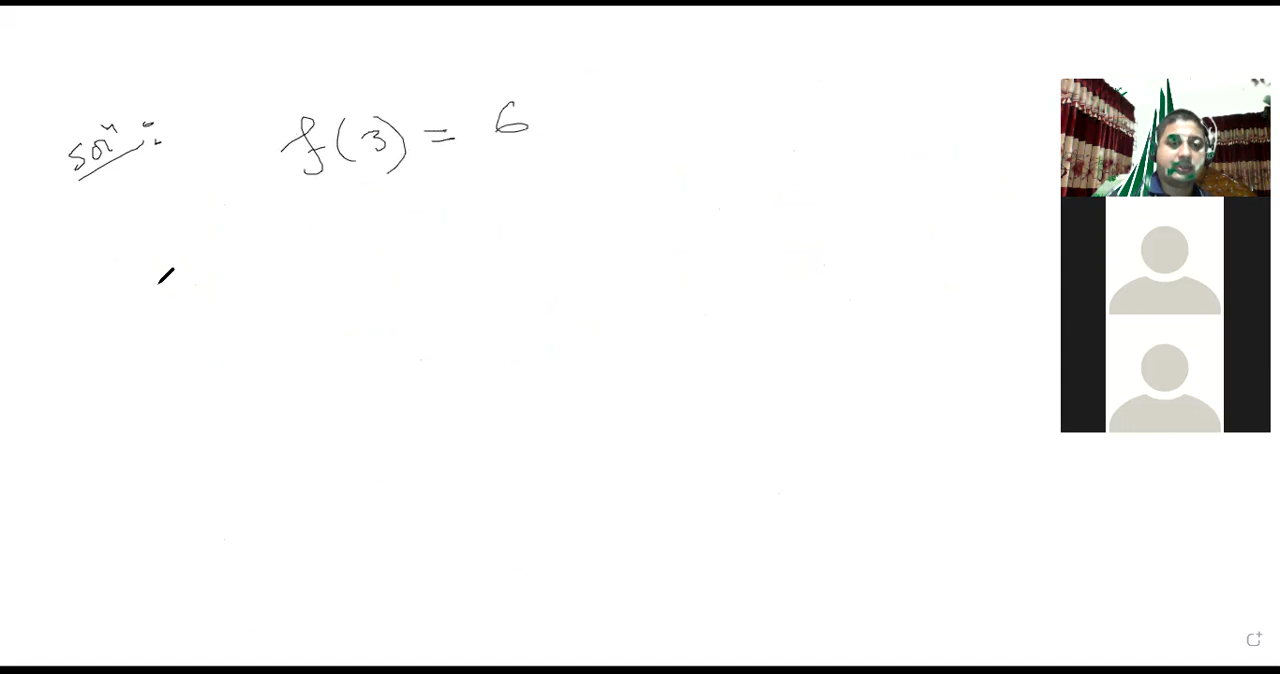 Solⁿ: f(3) = 6